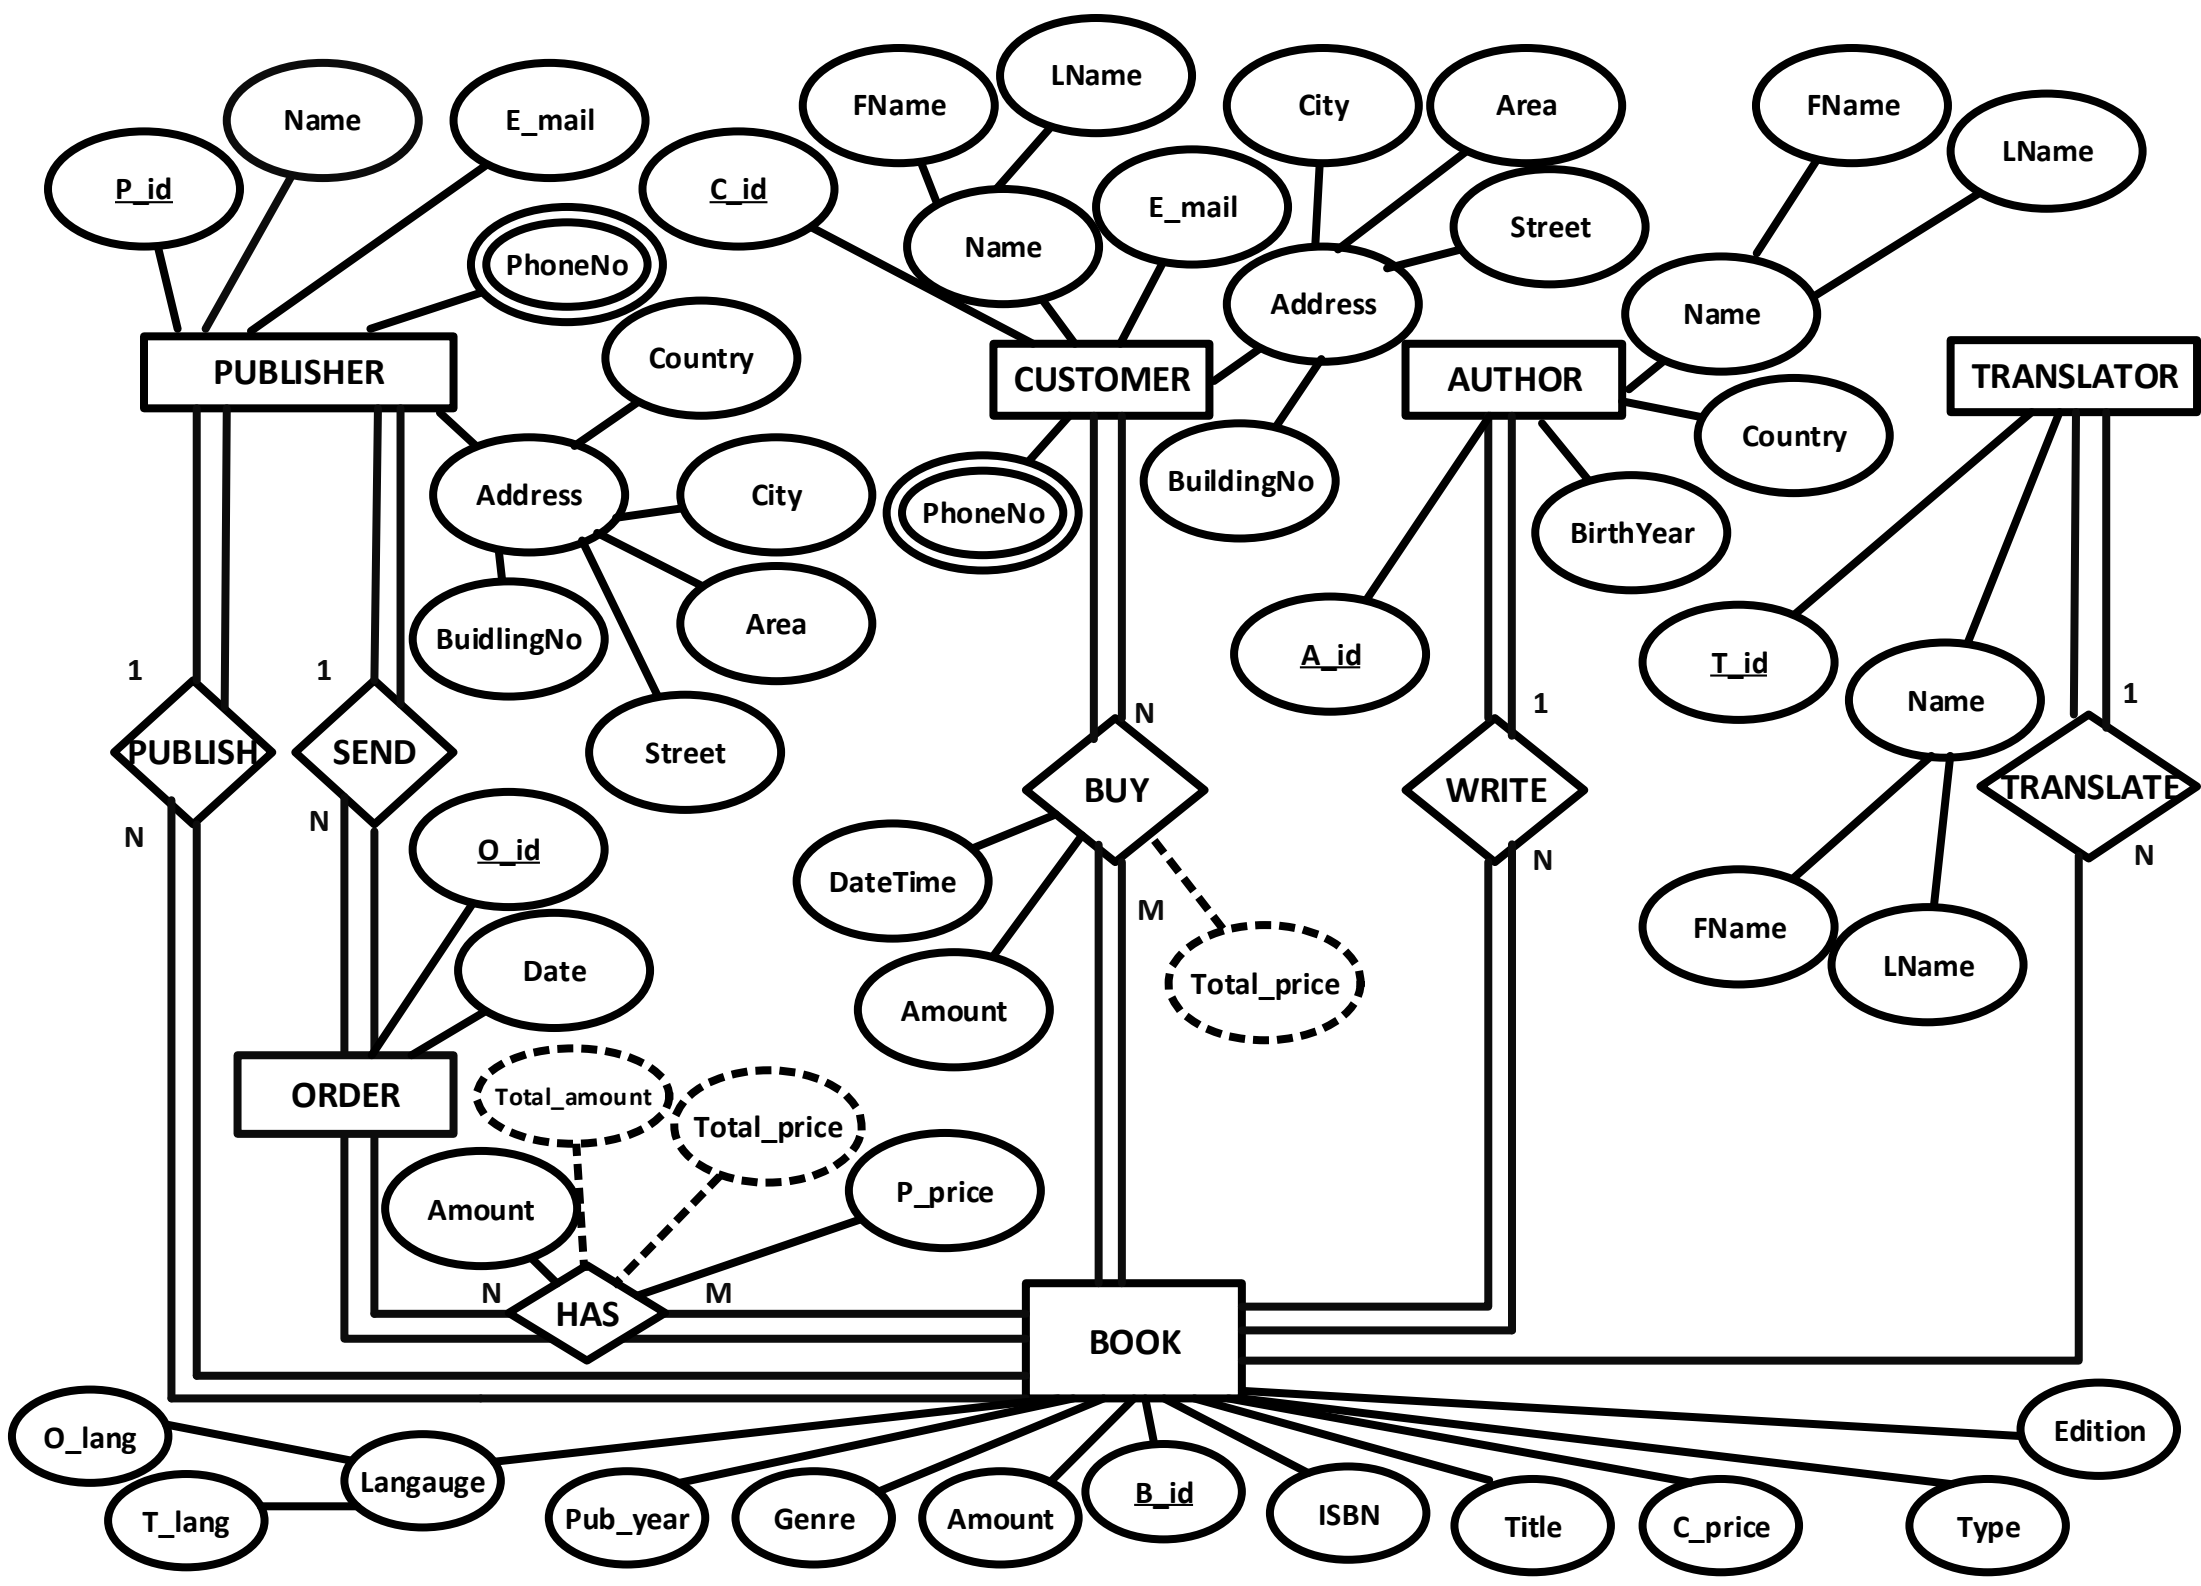 LName
FName
City
Area
FName
Name
E_mail
LName
P_id
C_id
E_mail
Street
Name
PhoneNo
Address
Name
Country
PUBLISHER
CUSTOMER
AUTHOR
TRANSLATOR
Country
Address
City
BuildingNo
PhoneNo
BirthYear
Area
BuidlingNo
A_id
T_id
1
1
Name
1
N
1
Street
PUBLISH
SEND
BUY
WRITE
TRANSLATE
N
N
O_id
N
N
DateTime
M
FName
Date
LName
Total_price
Amount
ORDER
Total_amount
Total_price
P_price
Amount
N
M
HAS
BOOK
O_lang
Edition
Langauge
B_id
T_lang
Pub_year
Genre
Amount
ISBN
Title
C_price
Type